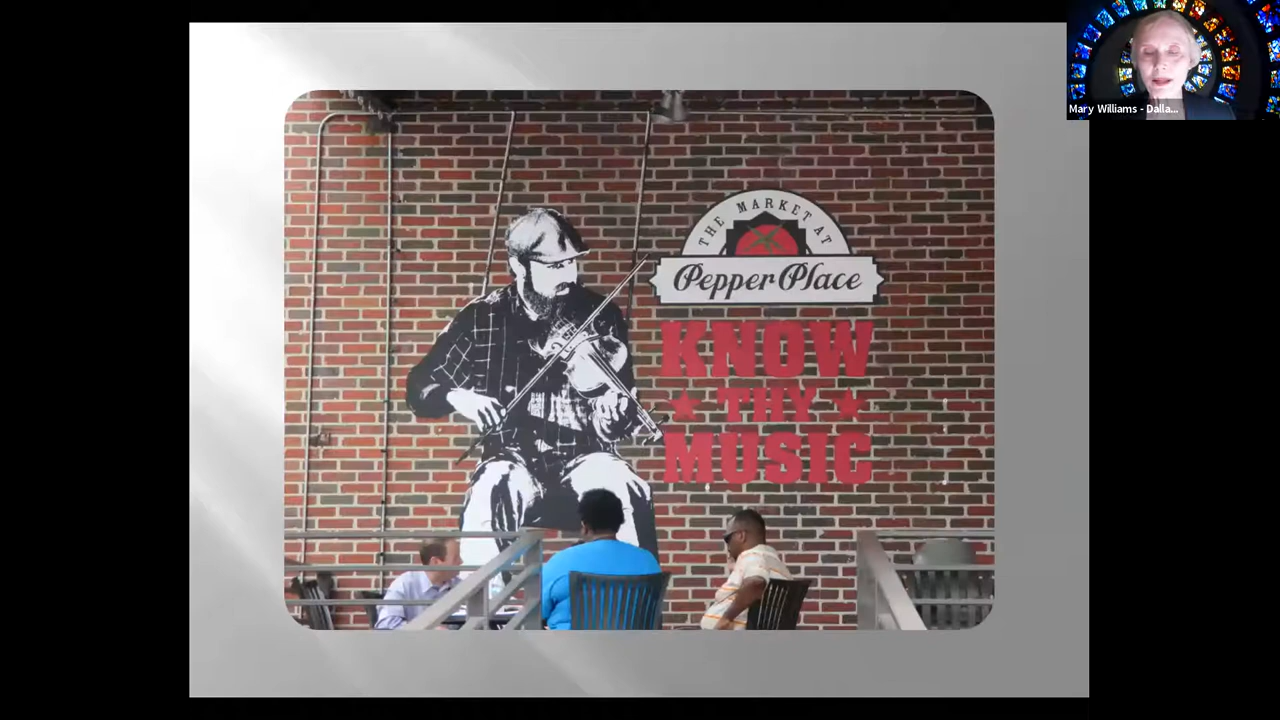 Mary Williams - Dalla...
THE MARKET AT
Pepper Place
KNOW
THY
MUSIC